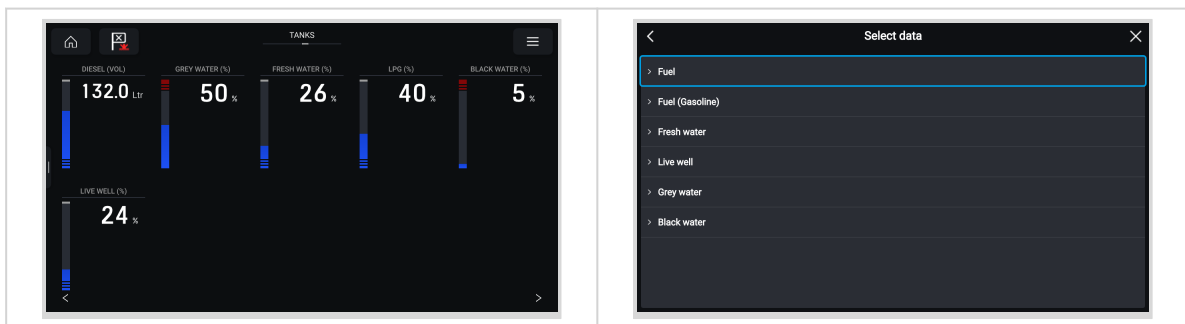 TANKS
DIESEL (VOL) GREY WATER (%) FRESH WATER (%) LPG (%) BLACK WATER (%)
132.0 Ltr 50 % 26 % 40 % 5 %
LIVE WELL (%)
24 %
Select data
Fuel
Fuel (Gasoline)
Fresh water
Live well
Grey water
Black water